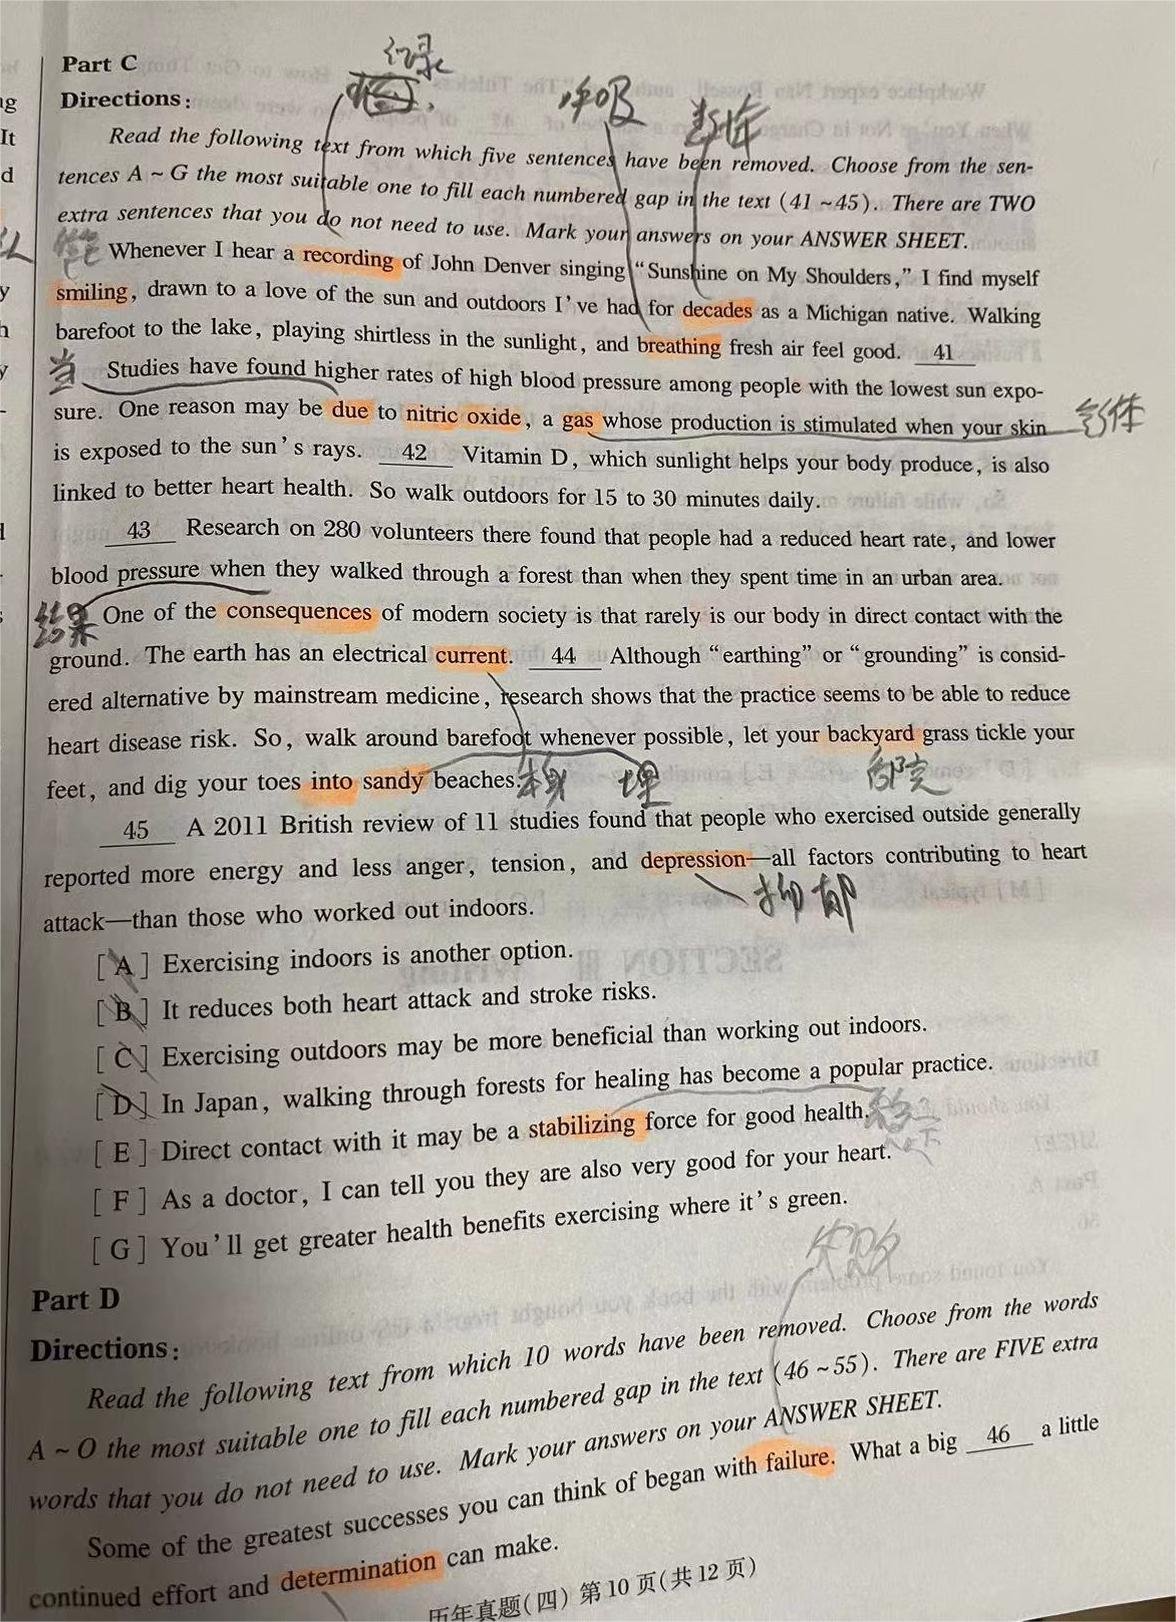 Part C
记录
Directions:
呼吸
Read the following text from which five sentences have been removed. Choose from the sen-
tences A ~ G the most suitable one to fill each numbered gap in the text (41 ~45). There are TWO
extra sentences that you do not need to use. Mark your answers on your ANSWER SHEET.
Whenever I hear a recording of John Denver singing “Sunshine on My Shoulders,” I find myself
smiling, drawn to a love of the sun and outdoors I’ve had for decades as a Michigan native. Walking
barefoot to the lake, playing shirtless in the sunlight, and breathing fresh air feel good. 41
当
Studies have found higher rates of high blood pressure among people with the lowest sun expo-
sure. One reason may be due to nitric oxide, a gas whose production is stimulated when your skin
气体
is exposed to the sun’s rays. 42 Vitamin D, which sunlight helps your body produce, is also
linked to better heart health. So walk outdoors for 15 to 30 minutes daily.
43 Research on 280 volunteers there found that people had a reduced heart rate, and lower
blood pressure when they walked through a forest than when they spent time in an urban area.
结果
One of the consequences of modern society is that rarely is our body in direct contact with the
ground. The earth has an electrical current. 44 Although “earthing” or “grounding” is consid-
ered alternative by mainstream medicine, research shows that the practice seems to be able to reduce
heart disease risk. So, walk around barefoot whenever possible, let your backyard grass tickle your
feet, and dig your toes into sandy beaches.
埋
45 A 2011 British review of 11 studies found that people who exercised outside generally
reported more energy and less anger, tension, and depression—all factors contributing to heart
抑郁
attack—than those who worked out indoors.
[ A ] Exercising indoors is another option.
[ B ] It reduces both heart attack and stroke risks.
[ C ] Exercising outdoors may be more beneficial than working out indoors.
[ D ] In Japan, walking through forests for healing has become a popular practice.
[ E ] Direct contact with it may be a stabilizing force for good health.
[ F ] As a doctor, I can tell you they are also very good for your heart.
[ G ] You’ll get greater health benefits exercising where it’s green.
失败
Part D
Directions:
Read the following text from which 10 words have been removed. Choose from the words
A ~ O the most suitable one to fill each numbered gap in the text (46 ~55). There are FIVE extra
words that you do not need to use. Mark your answers on your ANSWER SHEET.
Some of the greatest successes you can think of began with failure. What a big 46 a little
continued effort and determination can make.
历年真题(四) 第10页(共12页)